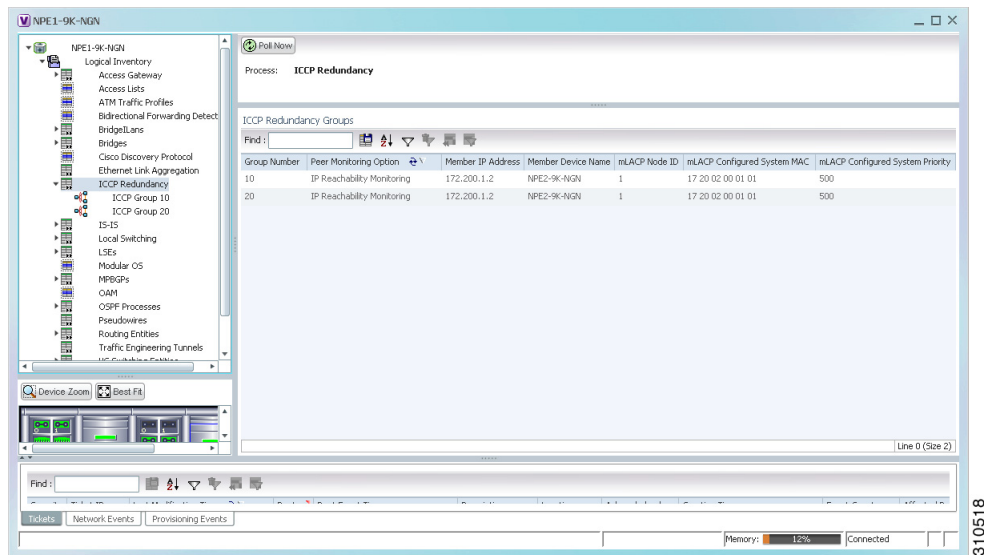 NPE1-9K-NGN
NPE1-9K-NGN
Logical Inventory
Access Gateway
Access Lists
ATM Traffic Profiles
Bidirectional Forwarding Detect
BridgeILans
Bridges
Cisco Discovery Protocol
Ethernet Link Aggregation
ICCP Redundancy
ICCP Group 10
ICCP Group 20
IS-IS
Local Switching
LSEs
Modular OS
MPBGPs
OAM
OSPF Processes
Pseudowires
Routing Entities
Traffic Engineering Tunnels
Device Zoom Best Fit
Poll Now
Process: ICCP Redundancy
ICCP Redundancy Groups
Find :
Group Number Peer Monitoring Option Member IP Address Member Device Name mLACP Node ID mLACP Configured System MAC mLACP Configured System Priority
10 IP Reachability Monitoring 172.200.1.2 NPE2-9K-NGN 1 17 20 02 00 01 01 500
20 IP Reachability Monitoring 172.200.1.2 NPE2-9K-NGN 1 17 20 02 00 01 01 500
Line 0 (Size 2)
Find :
Tickets Network Events Provisioning Events
Memory: 12% Connected
310518